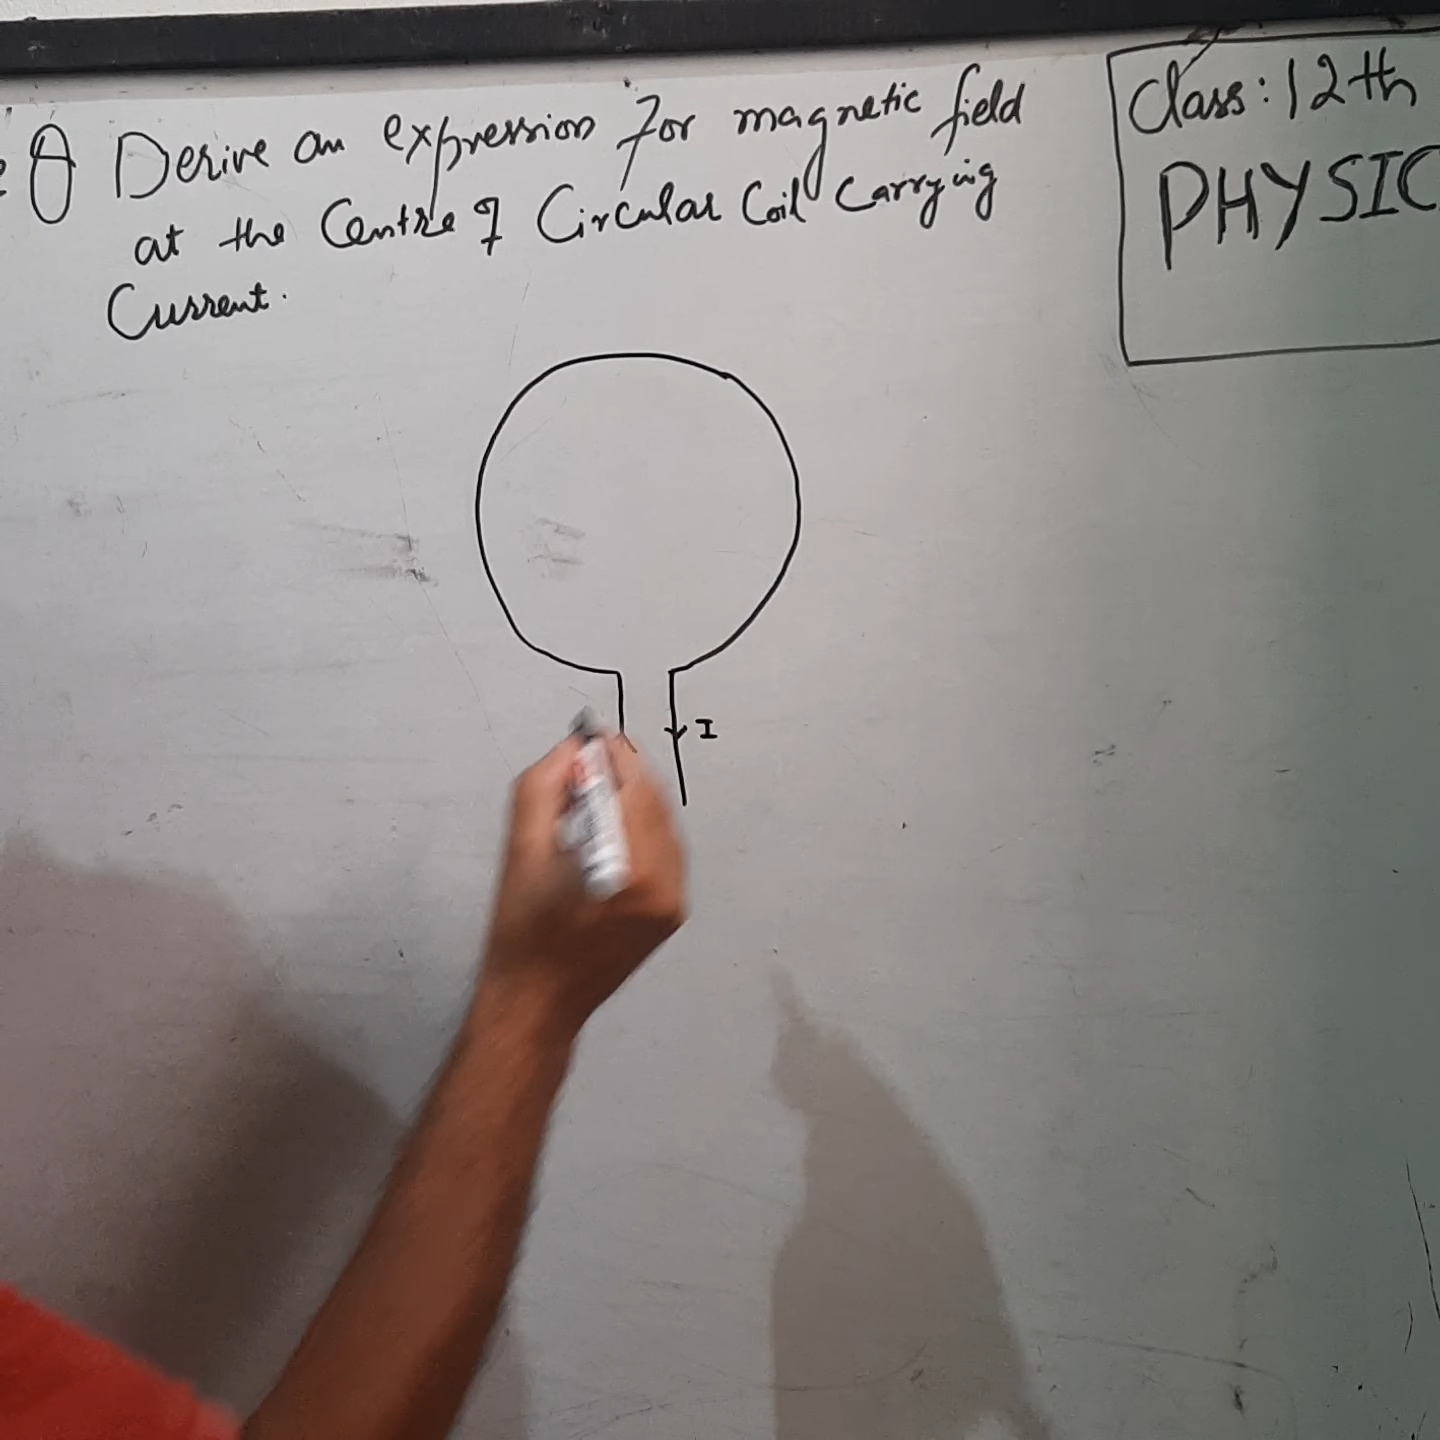 Q Derive an expression for magnetic field
at the Centre of Circular Coil Carrying
Current.
Class: 12th
PHYSIC
I